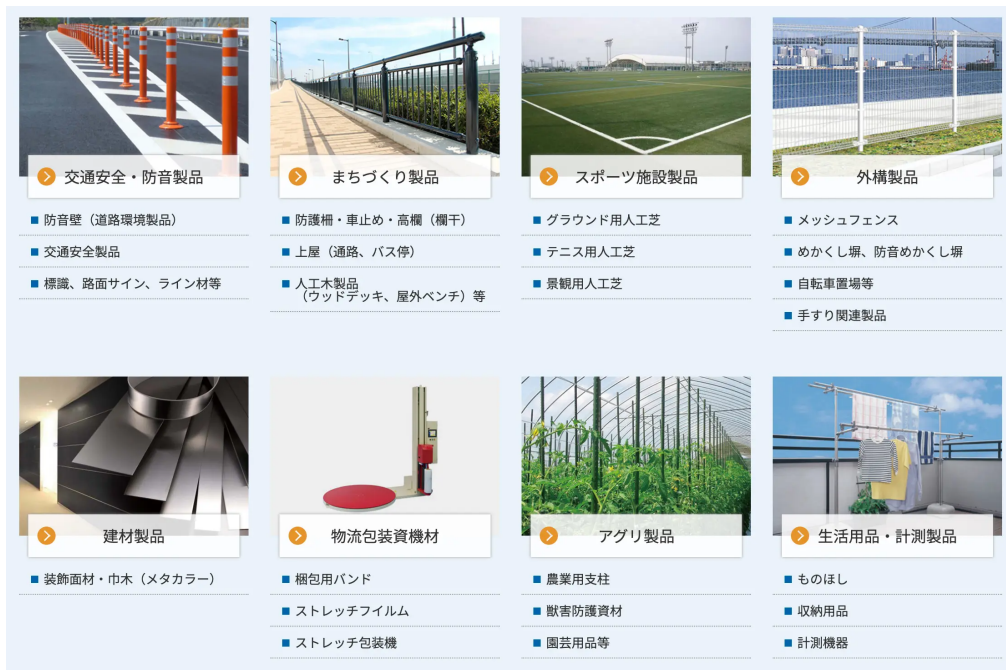 交通安全・防音製品
防音壁（道路環境製品）
交通安全製品
標識、路面サイン、ライン材等
まちづくり製品
防護柵・車止め・高欄（欄干）
上屋（通路、バス停）
人工木製品
（ウッドデッキ、屋外ベンチ）等
スポーツ施設製品
グラウンド用人工芝
テニス用人工芝
景観用人工芝
外構製品
メッシュフェンス
めかくし塀、防音めかくし塀
自転車置場等
手すり関連製品
建材製品
装飾面材・巾木（メタカラー）
物流包装資機材
梱包用バンド
ストレッチフイルム
ストレッチ包装機
アグリ製品
農業用支柱
獣害防護資材
園芸用品等
生活用品・計測製品
ものほし
収納用品
計測機器